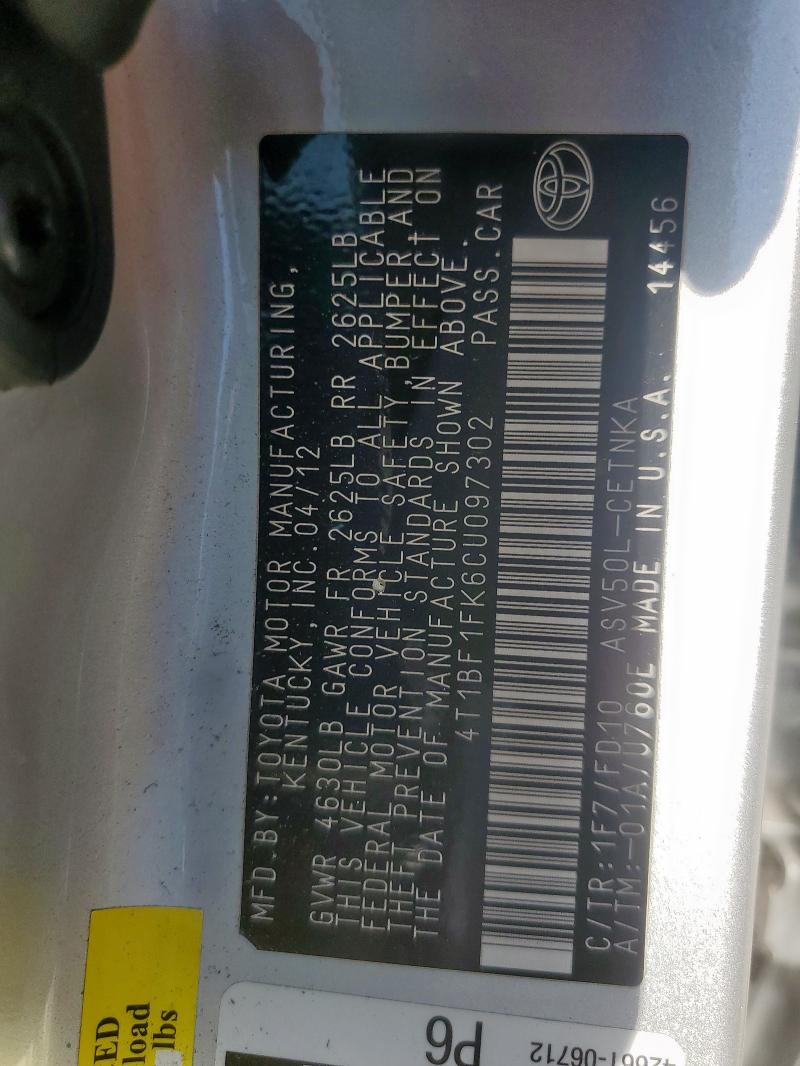 MFD.BY:TOYOTA MOTOR MANUFACTURING,
KENTUCKY,INC.04/12
GVWR 4630LB GAWR FR 2625LB RR 2625LB
THIS VEHICLE CONFORMS TO ALL APPLICABLE
FEDERAL MOTOR VEHICLE SAFETY,BUMPER,AND
THEFT PREVENTION STANDARDS IN EFFECT ON
THE DATE OF MANUFACTURE SHOWN ABOVE.
4T1BF1FK6CU097302 PASS.CAR
C/TR:1F7/FD10 ASV50L-CETNKA
A/TM:-01A/U760E MADE IN U.S.A. 14456
load
lbs
P6
42661-06712